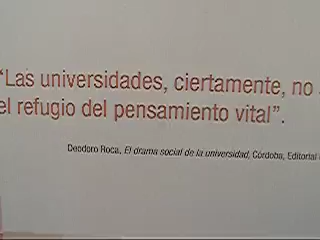 “Las universidades, ciertamente, no
el refugio del pensamiento vital”.
Deodoro Roca, El drama social de la universidad, Córdoba, Editorial